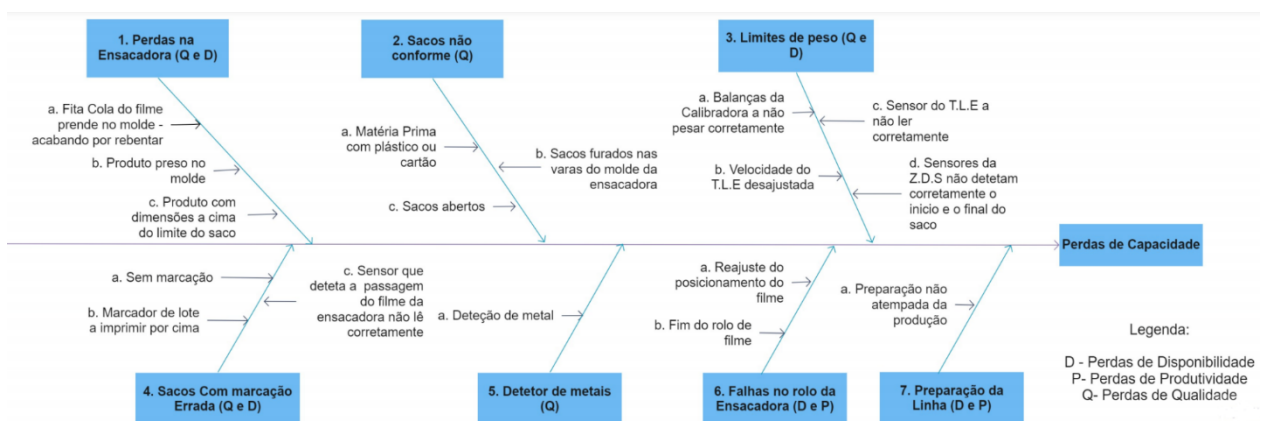 1. Perdas na
Ensacadora (Q e D)
a. Fita Cola do filme
prende no molde -
acabando por rebentar
b. Produto preso no
molde
c. Produto com
dimensões a cima
do limite do saco
2. Sacos não
conforme (Q)
a. Matéria Prima
com plástico ou
cartão
b. Sacos furados nas
varas do molde da
ensacadora
c. Sacos abertos
3. Limites de peso (Q e
D)
a. Balanças da
Calibradora a não
pesar corretamente
c. Sensor do T.L.E a
não ler
corretamente
b. Velocidade do
T.L.E desajustada
d. Sensores da
Z.D.S não detetam
corretamente o
inicio e o final do
saco
Perdas de Capacidade
a. Sem marcação
b. Marcador de lote
a imprimir por cima
c. Sensor que
deteta a passagem
do filme da
ensacadora não lê
corretamente
4. Sacos Com marcação
Errada (Q e D)
a. Deteção de metal
5. Detetor de metais
(Q)
a. Reajuste do
posicionamento do
filme
b. Fim do rolo de
filme
6. Falhas no rolo da
Ensacadora (D e P)
a. Preparação não
atempada da
produção
7. Preparação da
Linha (D e P)
Legenda:
D - Perdas de Disponibilidade
P- Perdas de Produtividade
Q- Perdas de Qualidade